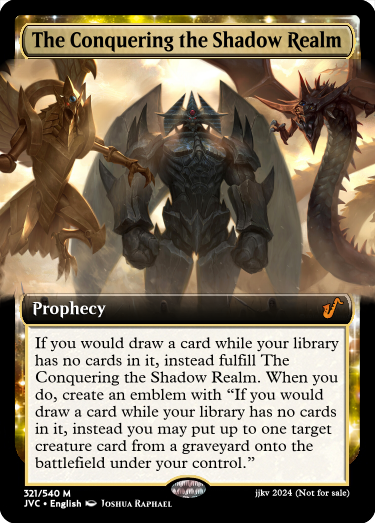 The Conquering the Shadow Realm
Prophecy
If you would draw a card while your library
has no cards in it, instead fulfill The
Conquering the Shadow Realm. When you
do, create an emblem with “If you would
draw a card while your library has no cards
in it, instead you may put up to one target
creature card from a graveyard onto the
battlefield under your control.”
321/540 M
JVC • English Joshua Raphael
jjkv 2024 (Not for sale)